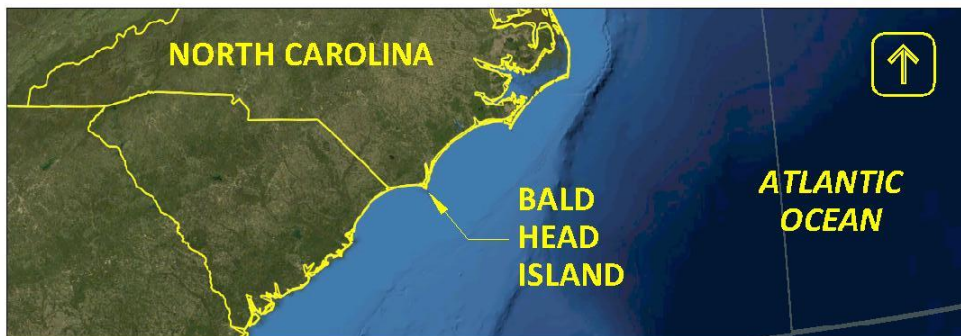 NORTH CAROLINA
ATLANTIC
OCEAN
BALD
HEAD
ISLAND